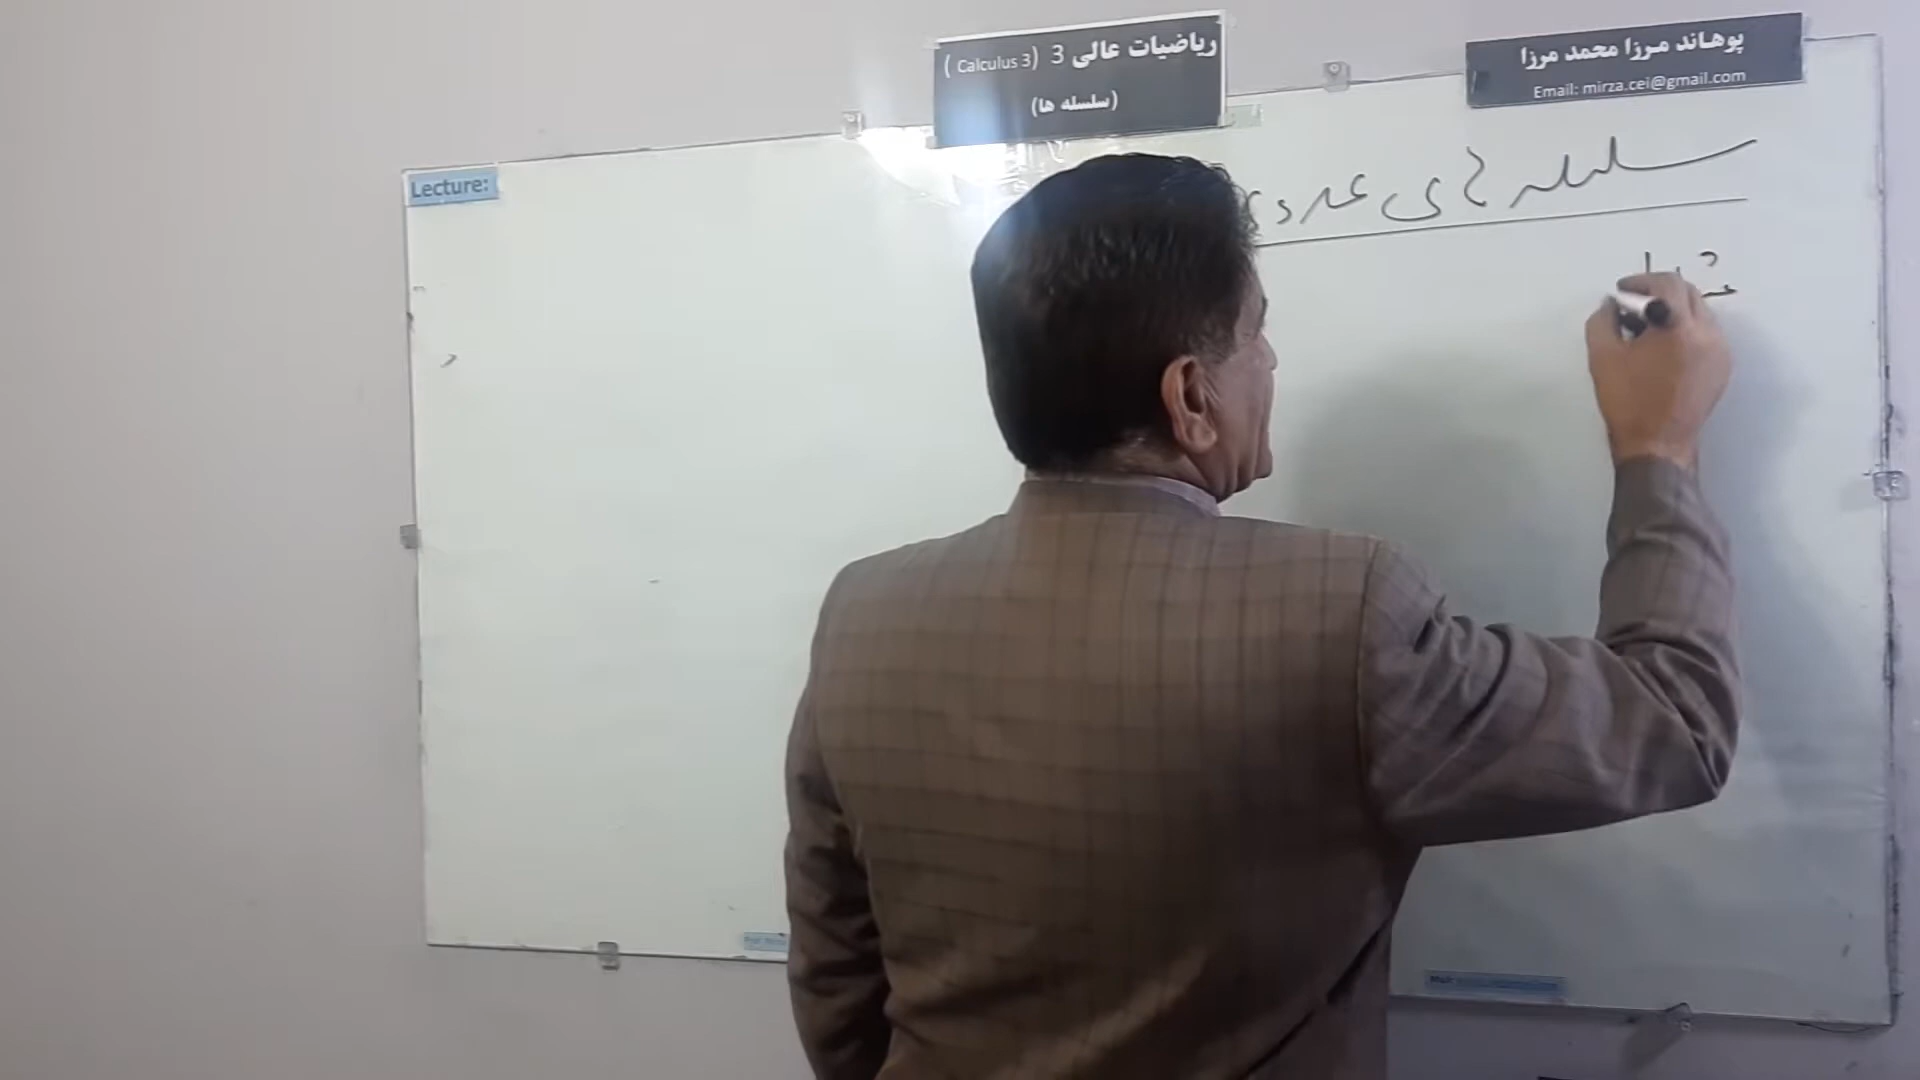 ریاضیات عالی 3 (Calculus 3)
(سلسله ها)
پوهاند مرزا محمد مرزا
Email: mirza.cei@gmail.com
Lecture:
سلسله های عددی